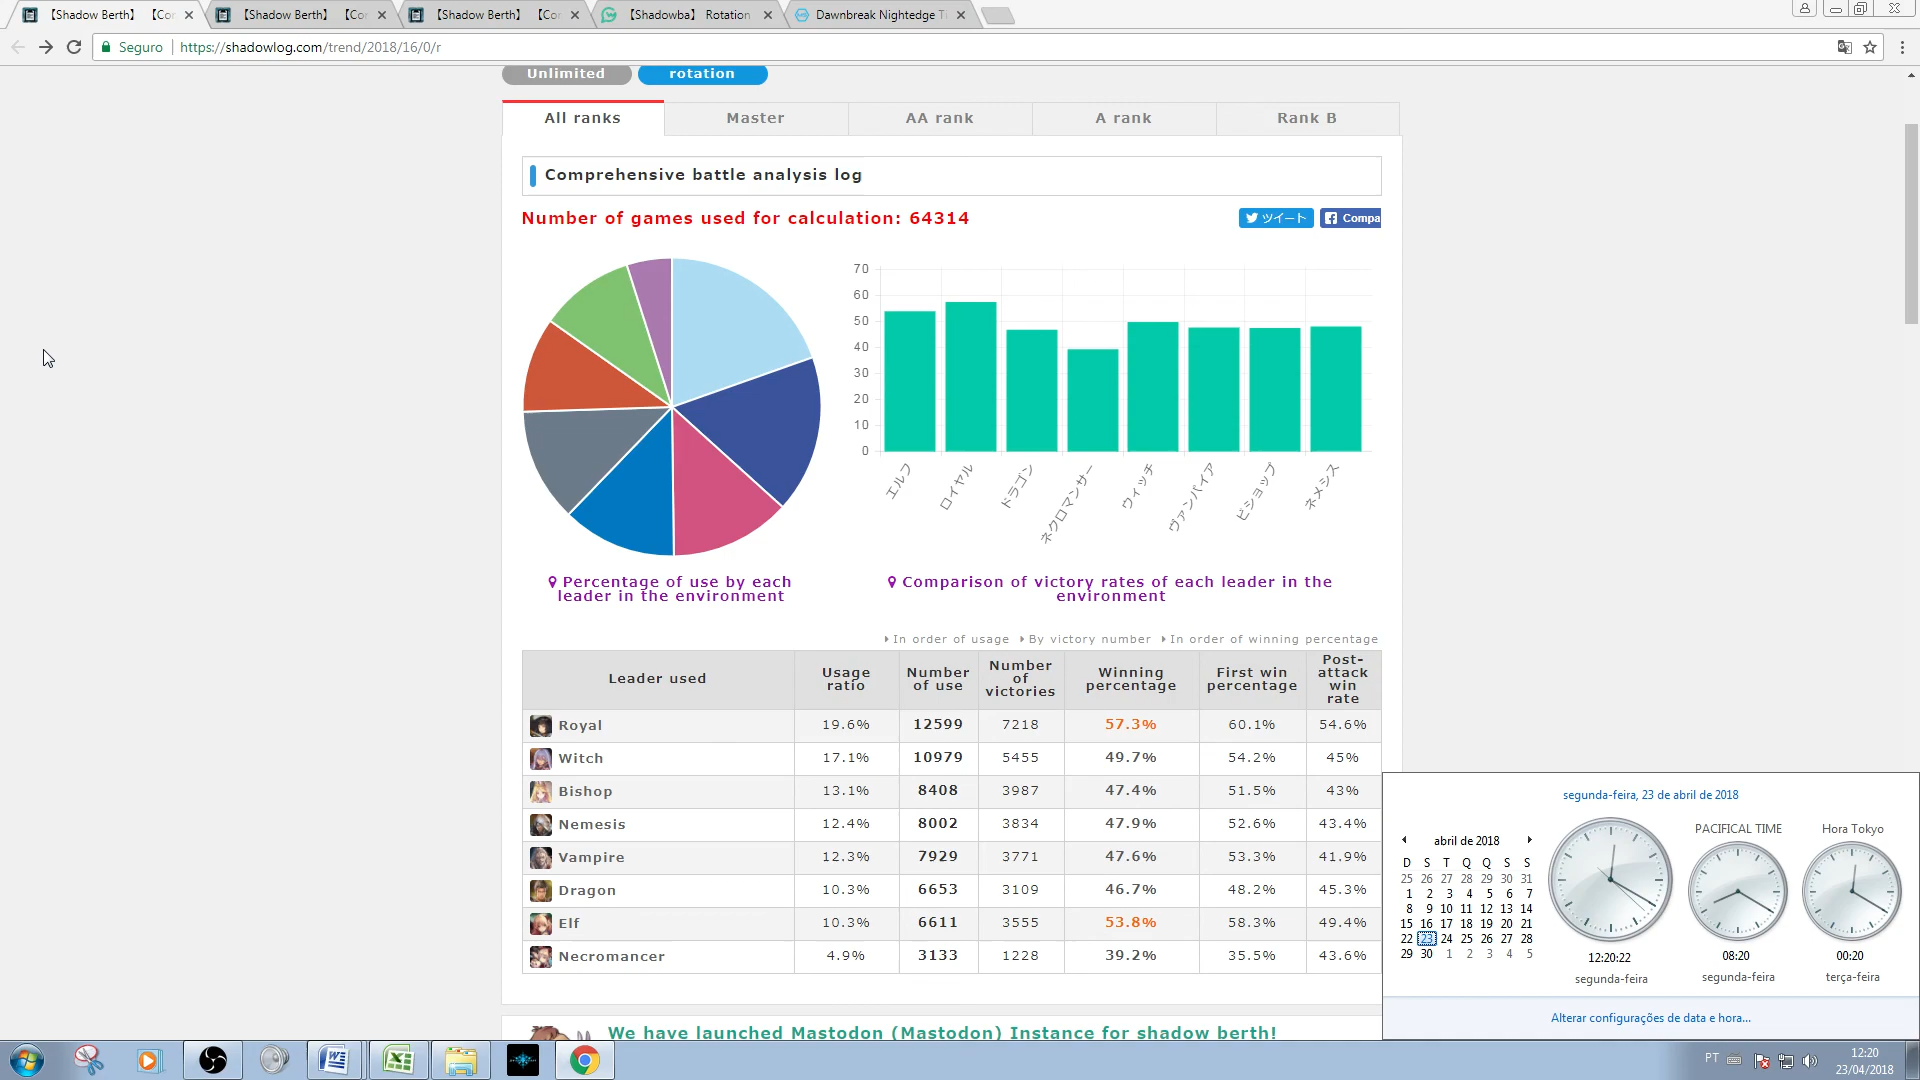 【Shadow Berth】 【Co
【Shadow Berth】 【Co
【Shadow Berth】 【Co
【Shadowba】 Rotation
Dawnbreak Nightedge T
Seguro
https://shadowlog.com/trend/2018/16/0/r
Unlimited
rotation
All ranks
Master
AA rank
A rank
Rank B
Comprehensive battle analysis log
Number of games used for calculation: 64314
ツイート
Compa
70
60
50
40
30
20
10
0
エルフ
ロイヤル
ドラゴン
ネクロマンサー
ウィッチ
ヴァンパイア
ビショップ
ネメシス
Percentage of use by each
leader in the environment
Comparison of victory rates of each leader in the
environment
In order of usage By victory number In order of winning percentage
Leader used
Usage
ratio
Number
of use
Number
of
victories
Winning
percentage
First win
percentage
Post-
attack
win
rate
Royal 19.6% 12599 7218 57.3% 60.1% 54.6%
Witch 17.1% 10979 5455 49.7% 54.2% 45%
Bishop 13.1% 8408 3987 47.4% 51.5% 43%
Nemesis 12.4% 8002 3834 47.9% 52.6% 43.4%
Vampire 12.3% 7929 3771 47.6% 53.3% 41.9%
Dragon 10.3% 6653 3109 46.7% 48.2% 45.3%
Elf 10.3% 6611 3555 53.8% 58.3% 49.4%
Necromancer 4.9% 3133 1228 39.2% 35.5% 43.6%
We have launched Mastodon (Mastodon) Instance for shadow berth!
segunda-feira, 23 de abril de 2018
abril de 2018
D S T Q Q S S
25 26 27 28 29 30 31
1 2 3 4 5 6 7
8 9 10 11 12 13 14
15 16 17 18 19 20 21
22 23 24 25 26 27 28
29 30 1 2 3 4 5
12:20:22
segunda-feira
PACIFICAL TIME
08:20
segunda-feira
Hora Tokyo
00:20
terça-feira
Alterar configurações de data e hora...
PT
12:20
23/04/2018